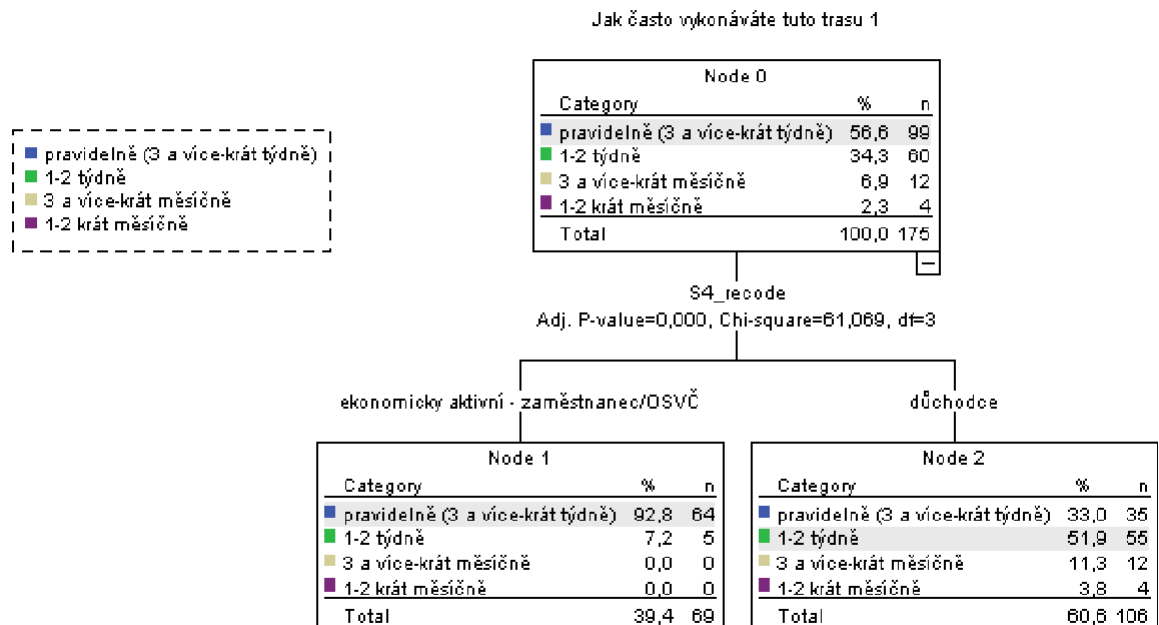 Jak často vykonáváte tuto trasu 1
pravidelně (3 a více-krát týdně)
1-2 týdně
3 a více-krát měsíčně
1-2 krát měsíčně
Node 0
Category % n
pravidelně (3 a více-krát týdně) 56,6 99
1-2 týdně 34,3 60
3 a více-krát měsíčně 6,9 12
1-2 krát měsíčně 2,3 4
Total 100,0 175
S4_recode
Adj. P-value=0,000, Chi-square=61,069, df=3
ekonomicky aktivní - zaměstnanec/OSVČ
důchodce
Node 1
Category % n
pravidelně (3 a více-krát týdně) 92,8 64
1-2 týdně 7,2 5
3 a více-krát měsíčně 0,0 0
1-2 krát měsíčně 0,0 0
Total 39,4 69
Node 2
Category % n
pravidelně (3 a více-krát týdně) 33,0 35
1-2 týdně 51,9 55
3 a více-krát měsíčně 11,3 12
1-2 krát měsíčně 3,8 4
Total 60,6 106